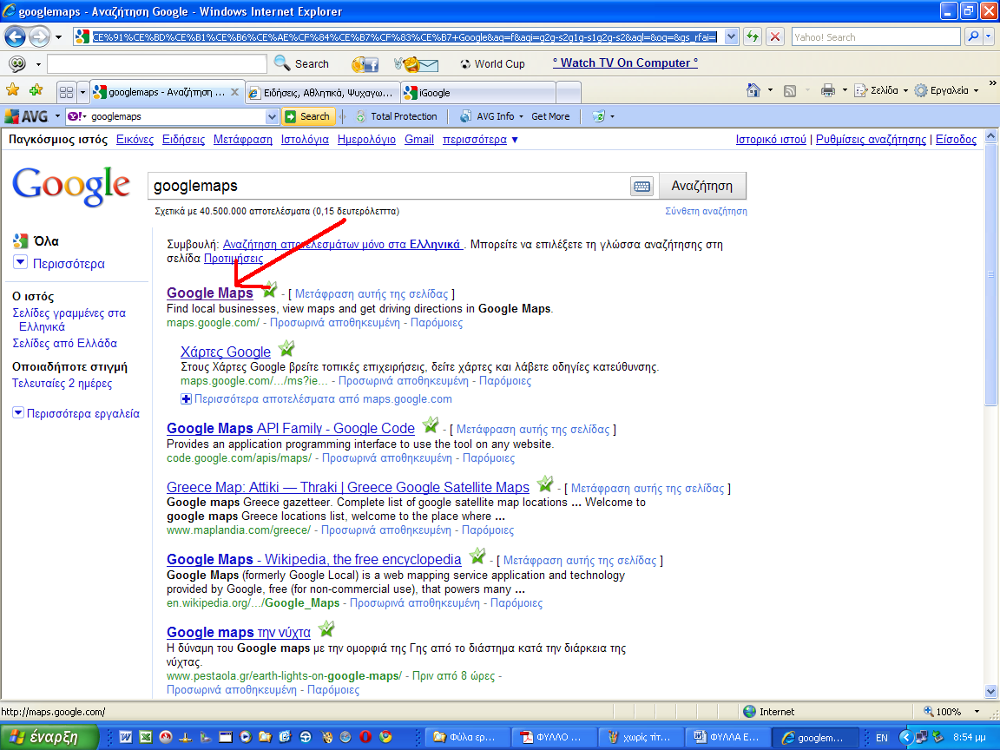 googlemaps - Αναζήτηση Google - Windows Internet Explorer
CE%91%CE%BD%CE%B1%CE%B6%CE%AE%CF%84%CE%B7%CF%83%CE%B7+Google&aq=f&aqi=g2g-s2g1g-s1g2g-s2&aql=&oq=&gs_rfai= Yahoo! Search
Search World Cup ° Watch TV On Computer °
googlemaps - Αναζήτηση ... Ειδήσεις, Αθλητικά, Ψυχαγω... iGoogle Σελίδα Εργαλεία »
AVG Y! googlemaps Search Total Protection AVG Info Get More
Παγκόσμιος ιστός Εικόνες Ειδήσεις Μετάφραση Ιστολόγια Ημερολόγιο Gmail περισσότερα ▼ Ιστορικό ιστού | Ρυθμίσεις αναζήτησης | Είσοδος
Google googlemaps Αναζήτηση
Σχετικά με 40.500.000 αποτελέσματα (0,15 δευτερόλεπτα) Σύνθετη αναζήτηση
Όλα
Περισσότερα
Ο ιστός
Σελίδες γραμμένες στα
Ελληνικά
Σελίδες από Ελλάδα
Οποιαδήποτε στιγμή
Τελευταίες 2 ημέρες
Περισσότερα εργαλεία
Συμβουλή: Αναζήτηση αποτελεσμάτων μόνο στα Ελληνικά . Μπορείτε να επιλέξετε τη γλώσσα αναζήτησης στη
σελίδα Προτιμήσεις
Google Maps - [ Μετάφραση αυτής της σελίδας ]
Find local businesses, view maps and get driving directions in Google Maps.
maps.google.com/ - Προσωρινά αποθηκευμένη - Παρόμοιες
Χάρτες Google
Στους Χάρτες Google βρείτε τοπικές επιχειρήσεις, δείτε χάρτες και λάβετε οδηγίες κατεύθυνσης.
maps.google.com/.../ms?ie... - Προσωρινά αποθηκευμένη - Παρόμοιες
Περισσότερα αποτελέσματα από maps.google.com
Google Maps API Family - Google Code - [ Μετάφραση αυτής της σελίδας ]
Provides an application programming interface to use the tool on any website.
code.google.com/apis/maps/ - Προσωρινά αποθηκευμένη - Παρόμοιες
Greece Map: Attiki — Thraki | Greece Google Satellite Maps - [ Μετάφραση αυτής της σελίδας ]
Google maps Greece gazetteer. Complete list of google satellite map locations ... Welcome to
google maps Greece locations list, welcome to the place where ...
www.maplandia.com/greece/ - Προσωρινά αποθηκευμένη - Παρόμοιες
Google Maps - Wikipedia, the free encyclopedia - [ Μετάφραση αυτής της σελίδας ]
Google Maps (formerly Google Local) is a web mapping service application and technology
provided by Google, free (for non-commercial use), that powers many ...
en.wikipedia.org/.../Google_Maps - Προσωρινά αποθηκευμένη - Παρόμοιες
Google maps την νύχτα
Η δύναμη του Google maps με την ομορφιά της Γης από το διάστημα κατά την διάρκεια της
νύχτας.
www.pestaola.gr/earth-lights-on-google-maps/ - Πριν από 8 ώρες -
Προσωρινά αποθηκευμένη - Παρόμοιες
http://maps.google.com/ Internet 100%
έναρξη Φύλα ερ... ΦΥΛΛΟ ... χωρίς τίτ... ΦΥΛΛΑ Ε... googlem... EN 8:54 μμ